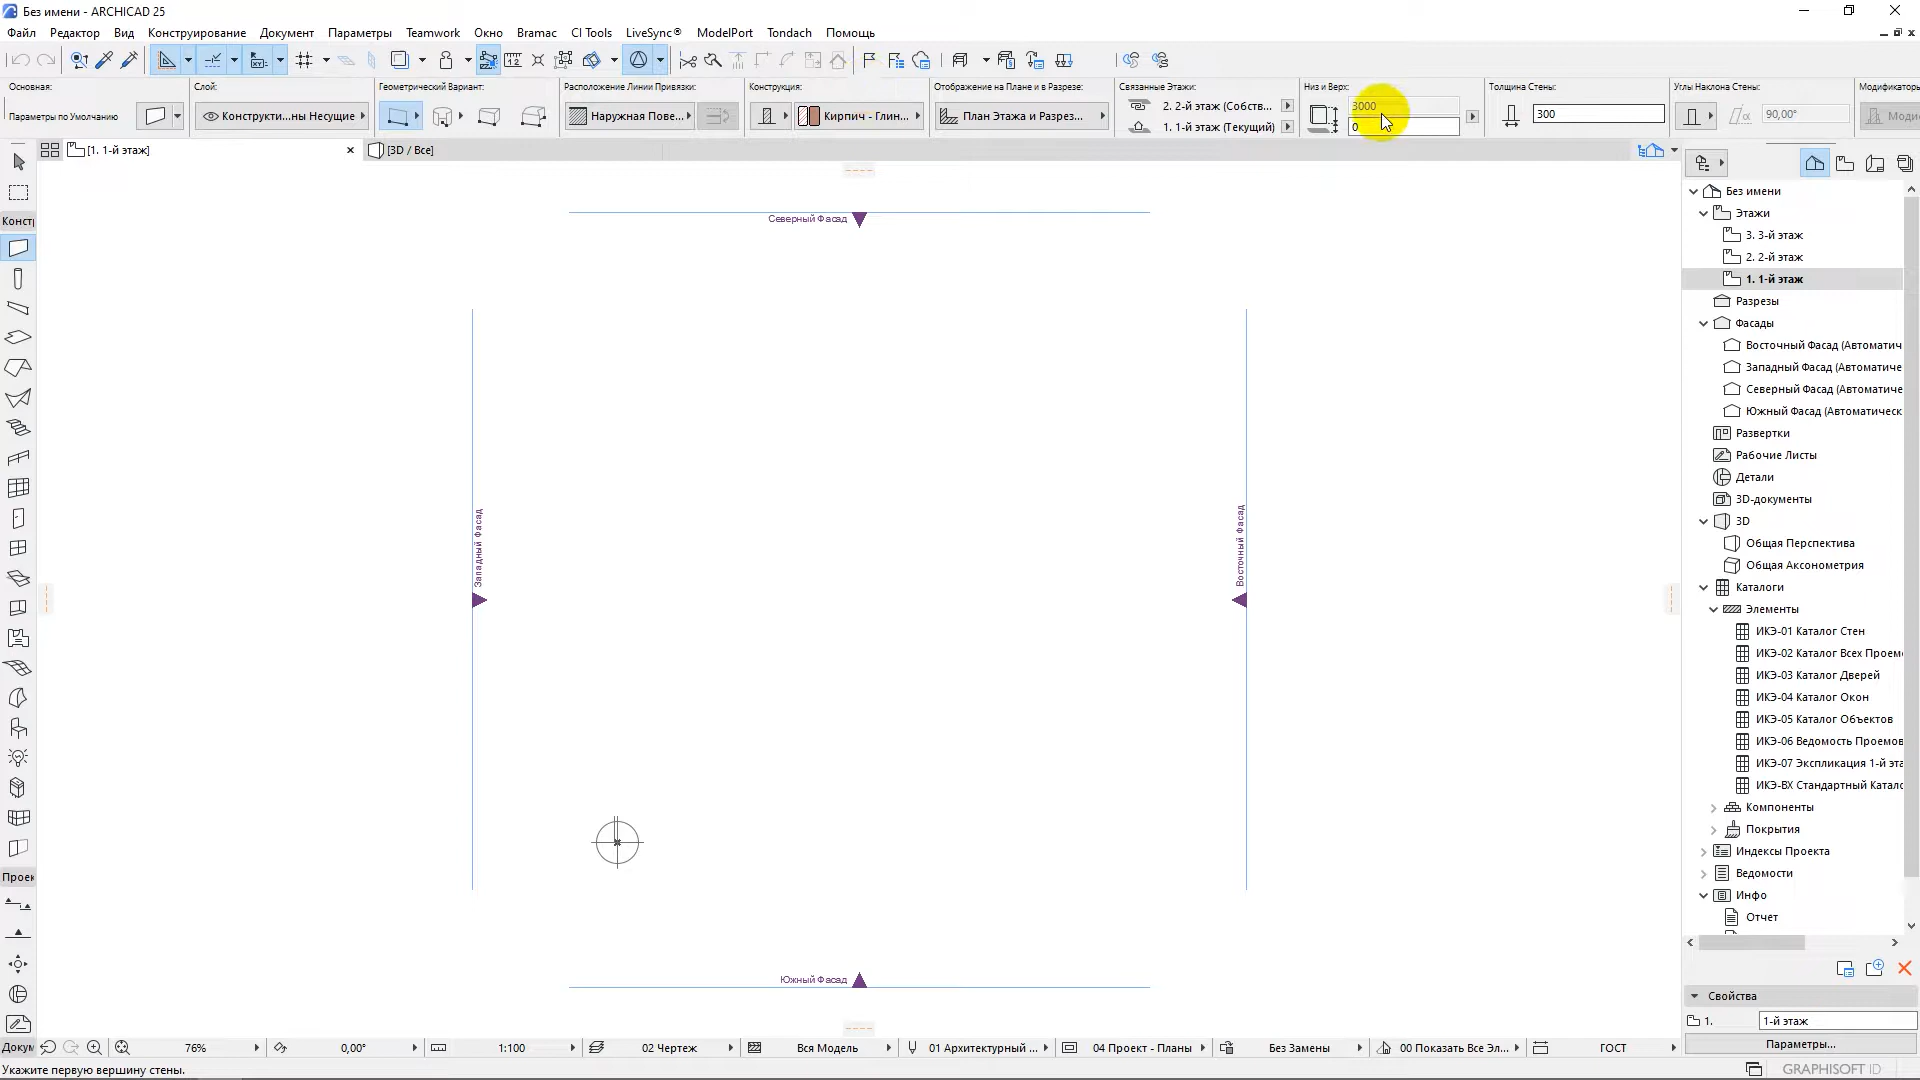 Без имени - ARCHICAD 25
Файл Редактор Вид Конструирование Документ Параметры Teamwork Окно Bramac CI Tools LiveSync® ModelPort Tondach Помощь
Основная: Слой: Геометрический Вариант: Расположение Линии Привязки: Конструкция: Отображение на Плане и в Разрезе: Связанные Этажи: Низ и Верх: Толщина Стены: Углы Наклона Стены: Модификаторы
Параметры по Умолчанию Конструкти...ны Несущие Наружная Пове... Кирпич - Глин... План Этажа и Разрез... 2. 2-й этаж (Собств... 3000 300 90,00° Моди
1. 1-й этаж (Текущий) 0
[1. 1-й этаж] [3D / Все]
Констр
Проек
Докум
Северный Фасад
Западный Фасад
Восточный Фасад
Южный Фасад
Без имени
Этажи
3. 3-й этаж
2. 2-й этаж
1. 1-й этаж
Разрезы
Фасады
Восточный Фасад (Автоматич
Западный Фасад (Автоматиче
Северный Фасад (Автоматиче
Южный Фасад (Автоматическ
Развертки
Рабочие Листы
Детали
3D-документы
3D
Общая Перспектива
Общая Аксонометрия
Каталоги
Элементы
ИКЭ-01 Каталог Стен
ИКЭ-02 Каталог Всех Проем
ИКЭ-03 Каталог Дверей
ИКЭ-04 Каталог Окон
ИКЭ-05 Каталог Объектов
ИКЭ-06 Ведомость Проемов
ИКЭ-07 Экспликация 1-й эта
ИКЭ-ВХ Стандартный Катало
Компоненты
Покрытия
Индексы Проекта
Ведомости
Инфо
Отчет
Свойства
1. 1-й этаж
Параметры...
76% 0,00° 1:100 02 Чертеж Вся Модель 01 Архитектурный ... 04 Проект - Планы Без Замены 00 Показать Все Эл... ГОСТ
Укажите первую вершину стены.
GRAPHISOFT ID